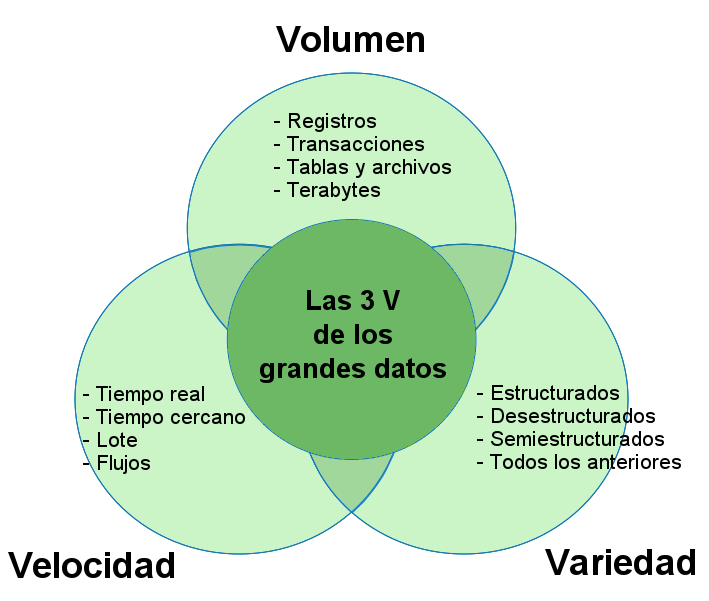 Volumen
- Registros
- Transacciones
- Tablas y archivos
- Terabytes
Las 3 V
de los
grandes datos
- Tiempo real
- Tiempo cercano
- Lote
- Flujos
- Estructurados
- Desestructurados
- Semiestructurados
- Todos los anteriores
Velocidad
Variedad